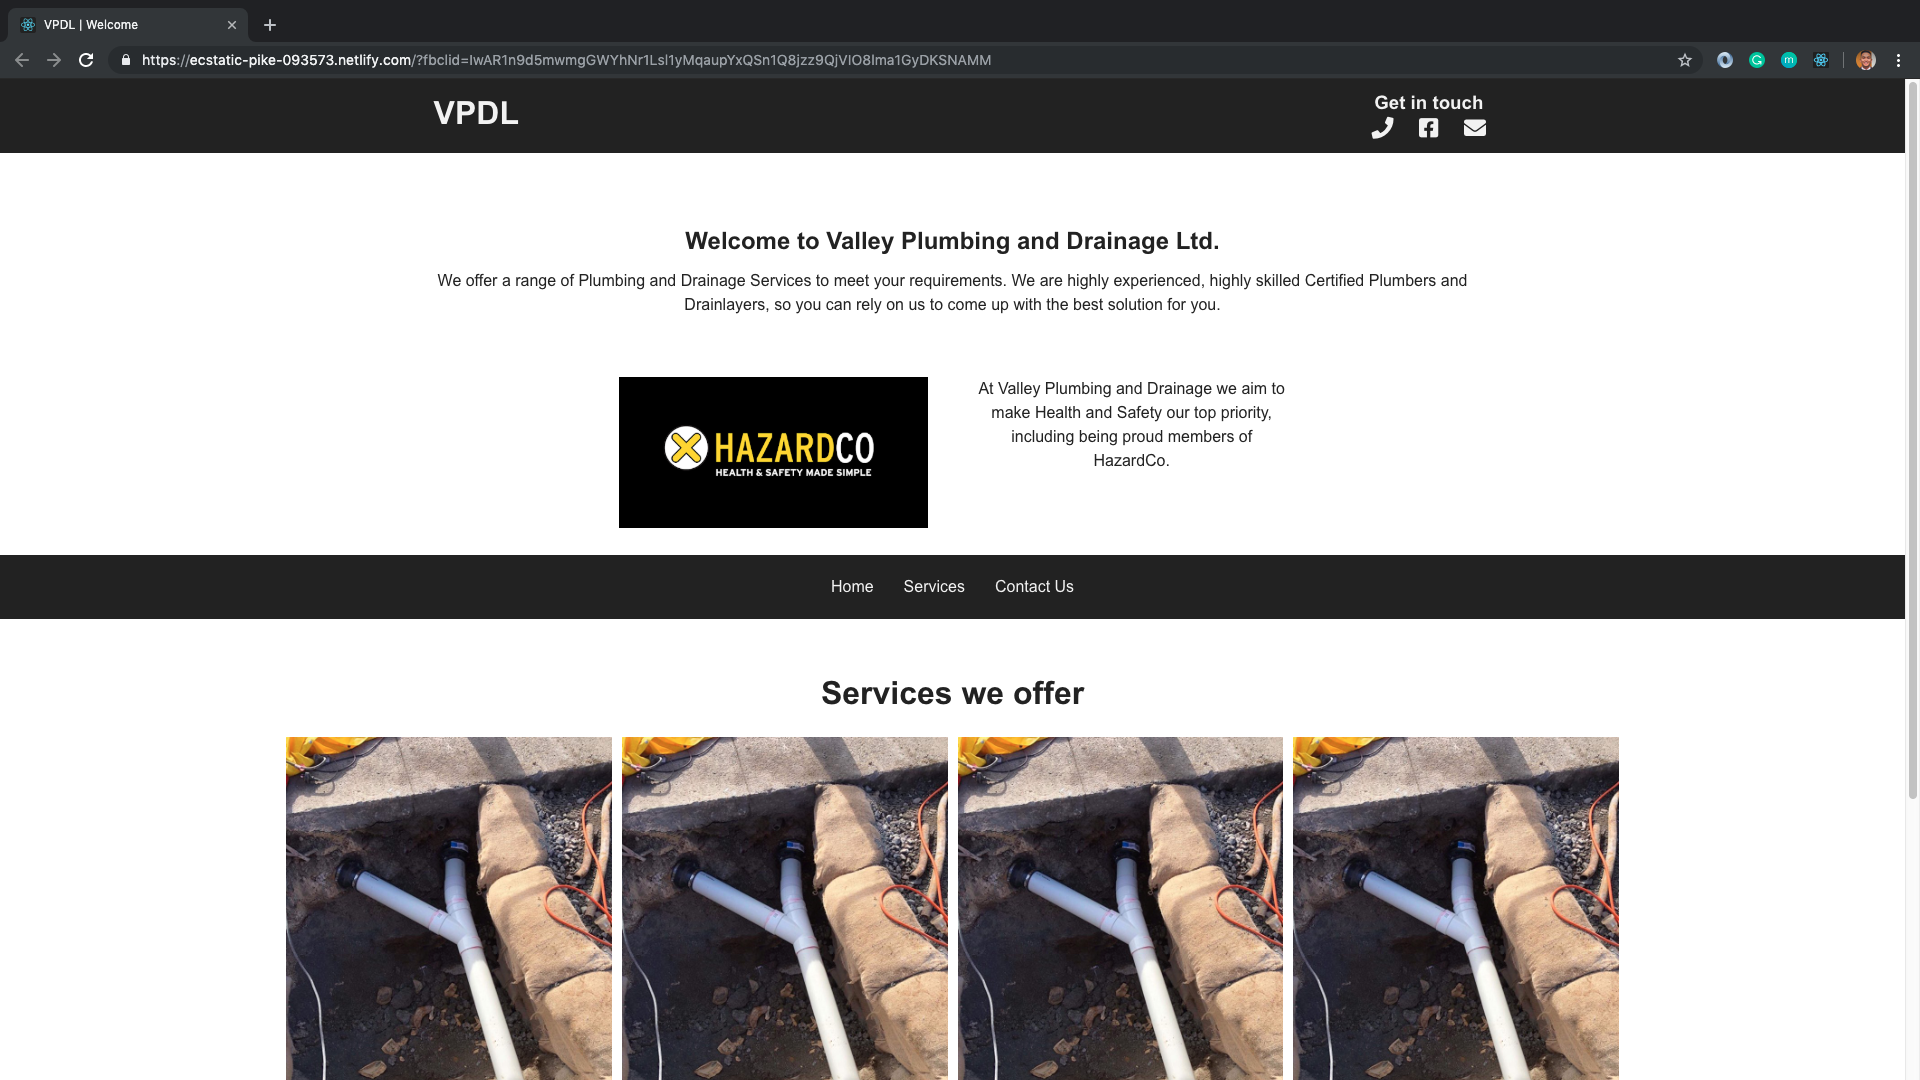 VPDL | Welcome
https://ecstatic-pike-093573.netlify.com/?fbclid=IwAR1n9d5mwmgGWYhNr1LsI1yMqaupYxQSn1Q8jzz9QjVIO8Ima1GyDKSNAMM
VPDL
Get in touch
Welcome to Valley Plumbing and Drainage Ltd.
We offer a range of Plumbing and Drainage Services to meet your requirements. We are highly experienced, highly skilled Certified Plumbers and
Drainlayers, so you can rely on us to come up with the best solution for you.
HAZARDCO
HEALTH & SAFETY MADE SIMPLE
At Valley Plumbing and Drainage we aim to
make Health and Safety our top priority,
including being proud members of
HazardCo.
Home Services Contact Us
Services we offer